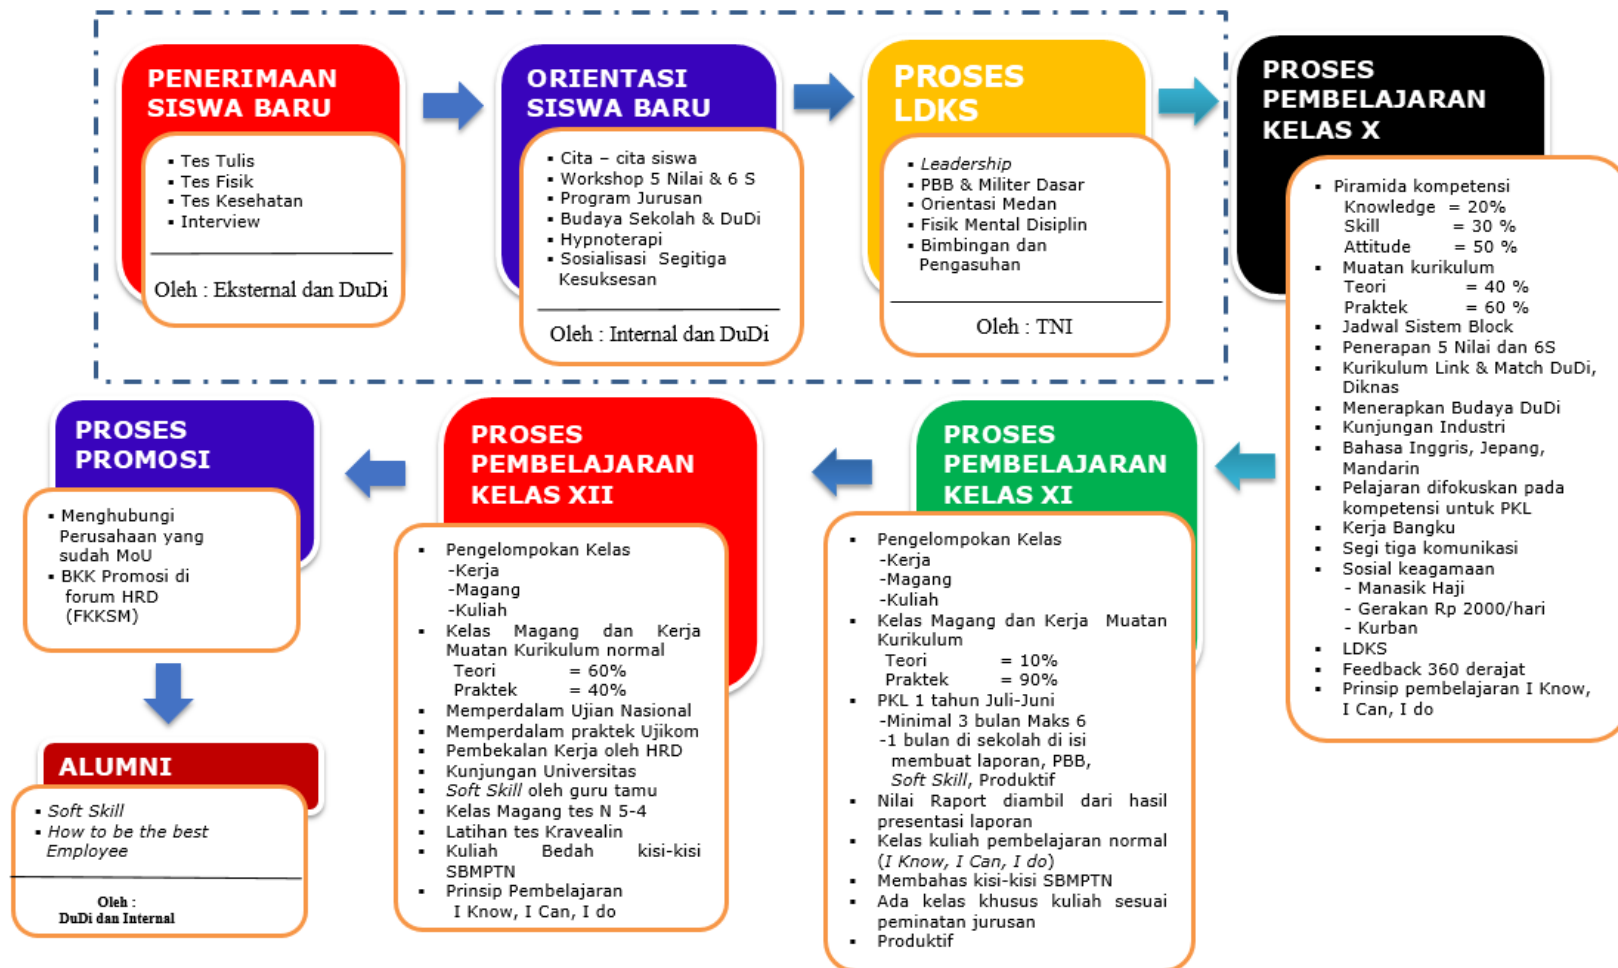 PENERIMAAN
SISWA BARU
▪ Tes Tulis
▪ Tes Fisik
▪ Tes Kesehatan
▪ Interview
Oleh : Eksternal dan DuDi
ORIENTASI
SISWA BARU
▪ Cita – cita siswa
▪ Workshop 5 Nilai & 6 S
▪ Program Jurusan
▪ Budaya Sekolah & DuDi
▪ Hypnoterapi
▪ Sosialisasi Segitiga
Kesuksesan
Oleh : Internal dan DuDi
PROSES
LDKS
▪ Leadership
▪ PBB & Militer Dasar
▪ Orientasi Medan
▪ Fisik Mental Disiplin
▪ Bimbingan dan
Pengasuhan
Oleh : TNI
PROSES
PEMBELAJARAN
KELAS X
▪ Piramida kompetensi
Knowledge = 20%
Skill = 30 %
Attitude = 50 %
▪ Muatan kurikulum
Teori = 40 %
Praktek = 60 %
▪ Jadwal Sistem Block
▪ Penerapan 5 Nilai dan 6S
▪ Kurikulum Link & Match DuDi,
Diknas
▪ Menerapkan Budaya DuDi
▪ Kunjungan Industri
▪ Bahasa Inggris, Jepang,
Mandarin
▪ Pelajaran difokuskan pada
kompetensi untuk PKL
▪ Kerja Bangku
▪ Segi tiga komunikasi
▪ Sosial keagamaan
- Manasik Haji
- Gerakan Rp 2000/hari
- Kurban
▪ LDKS
▪ Feedback 360 derajat
▪ Prinsip pembelajaran I Know,
I Can, I do
PROSES
PEMBELAJARAN
KELAS XI
▪ Pengelompokan Kelas
-Kerja
-Magang
-Kuliah
▪ Kelas Magang dan Kerja Muatan
Kurikulum
Teori = 10%
Praktek = 90%
▪ PKL 1 tahun Juli-Juni
-Minimal 3 bulan Maks 6
-1 bulan di sekolah di isi
membuat laporan, PBB,
Soft Skill, Produktif
▪ Nilai Raport diambil dari hasil
presentasi laporan
▪ Kelas kuliah pembelajaran normal
(I Know, I Can, I do)
▪ Membahas kisi-kisi SBMPTN
▪ Ada kelas khusus kuliah sesuai
peminatan jurusan
▪ Produktif
PROSES
PEMBELAJARAN
KELAS XII
▪ Pengelompokan Kelas
-Kerja
-Magang
-Kuliah
▪ Kelas Magang dan Kerja
Muatan Kurikulum normal
Teori = 60%
Praktek = 40%
▪ Memperdalam Ujian Nasional
▪ Memperdalam praktek Ujikom
▪ Pembekalan Kerja oleh HRD
▪ Kunjungan Universitas
▪ Soft Skill oleh guru tamu
▪ Kelas Magang tes N 5-4
▪ Latihan tes Kravealin
▪ Kuliah Bedah kisi-kisi
SBMPTN
▪ Prinsip Pembelajaran
I Know, I Can, I do
PROSES
PROMOSI
▪ Menghubungi
Perusahaan yang
sudah MoU
▪ BKK Promosi di
forum HRD
(FKKSM)
ALUMNI
▪ Soft Skill
▪ How to be the best
Employee
Oleh :
DuDi dan Internal